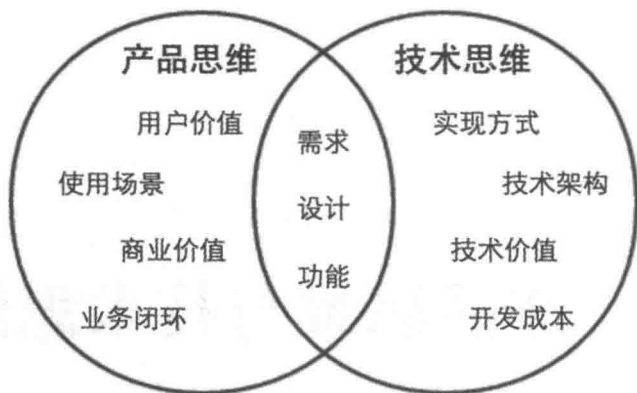 产品思维
技术思维
用户价值
使用场景
商业价值
业务闭环
需求
设计
功能
实现方式
技术架构
技术价值
开发成本